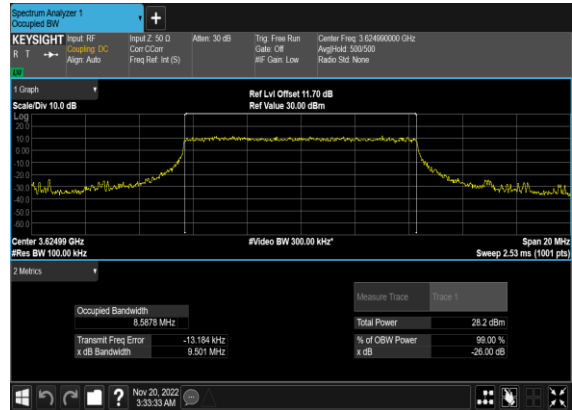 Spectrum Analyzer 1
Occupied BW
+
KEYSIGHT Input: RF Input Z: 50 Ω Atten: 30 dB Trig: Free Run Center Freq: 3.624990000 GHz
R T Coupling: DC Corr CCorr Gate: Off Avg|Hold: 500/500
Align: Auto Freq Ref: Int (S) #IF Gain: Low Radio Std: None
1 Graph Ref Lvl Offset 11.70 dB
Scale/Div 10.0 dB Ref Value 30.00 dBm
Log
20.0
10.0
0.00
-10.0
-20.0
-30.0
-40.0
-50.0
-60.0
Center 3.62499 GHz #Video BW 300.00 kHz* Span 20 MHz
#Res BW 100.00 kHz Sweep 2.53 ms (1001 pts)
2 Metrics
Measure Trace Trace 1
Occupied Bandwidth
8.5878 MHz Total Power 28.2 dBm
Transmit Freq Error -13.184 kHz % of OBW Power 99.00 %
x dB Bandwidth 9.501 MHz x dB -26.00 dB
? Nov 20, 2022
3:33:33 AM